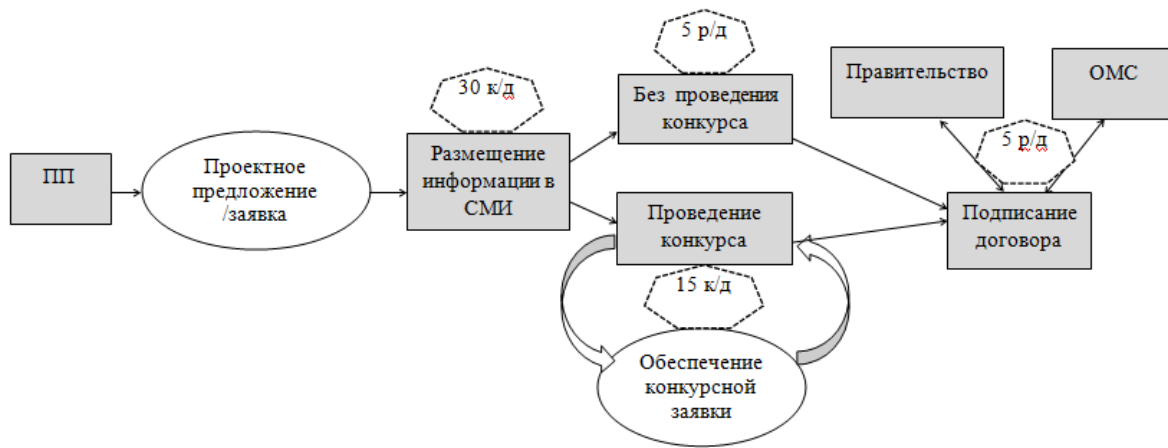 ПП
Проектное
предложение
/заявка
30 к/д
Размещение
информации в
СМИ
5 р/д
Без проведения
конкурса
Проведение
конкурса
15 к/д
Обеспечение
конкурсной
заявки
Правительство
ОМС
5 р/д
Подписание
договора